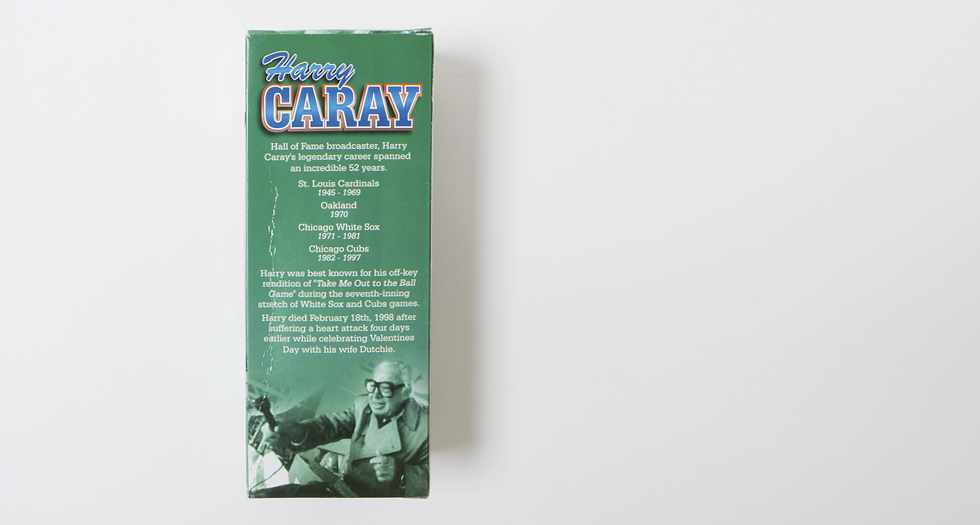 Harry
CARAY
Hall of Fame broadcaster, Harry
Caray's legendary career spanned
an incredible 52 years.
St. Louis Cardinals
1945 - 1969
Oakland
1970
Chicago White Sox
1971 - 1981
Chicago Cubs
1982 - 1997
Harry was best known for his off-key
rendition of "Take Me Out to the Ball
Game" during the seventh-inning
stretch of White Sox and Cubs games.
Harry died February 18th, 1998 after
suffering a heart attack four days
earlier while celebrating Valentines
Day with his wife Dutchie.